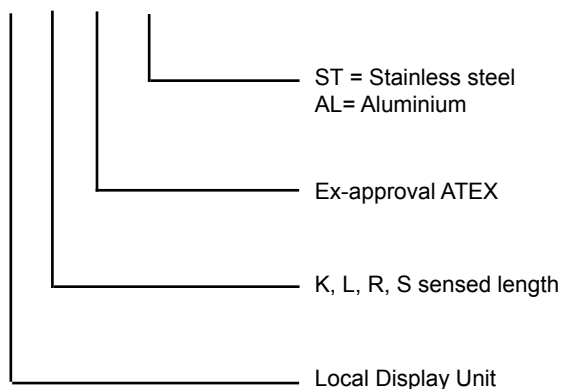 ST = Stainless steel
AL= Aluminium
Ex-approval ATEX
K, L, R, S sensed length
Local Display Unit